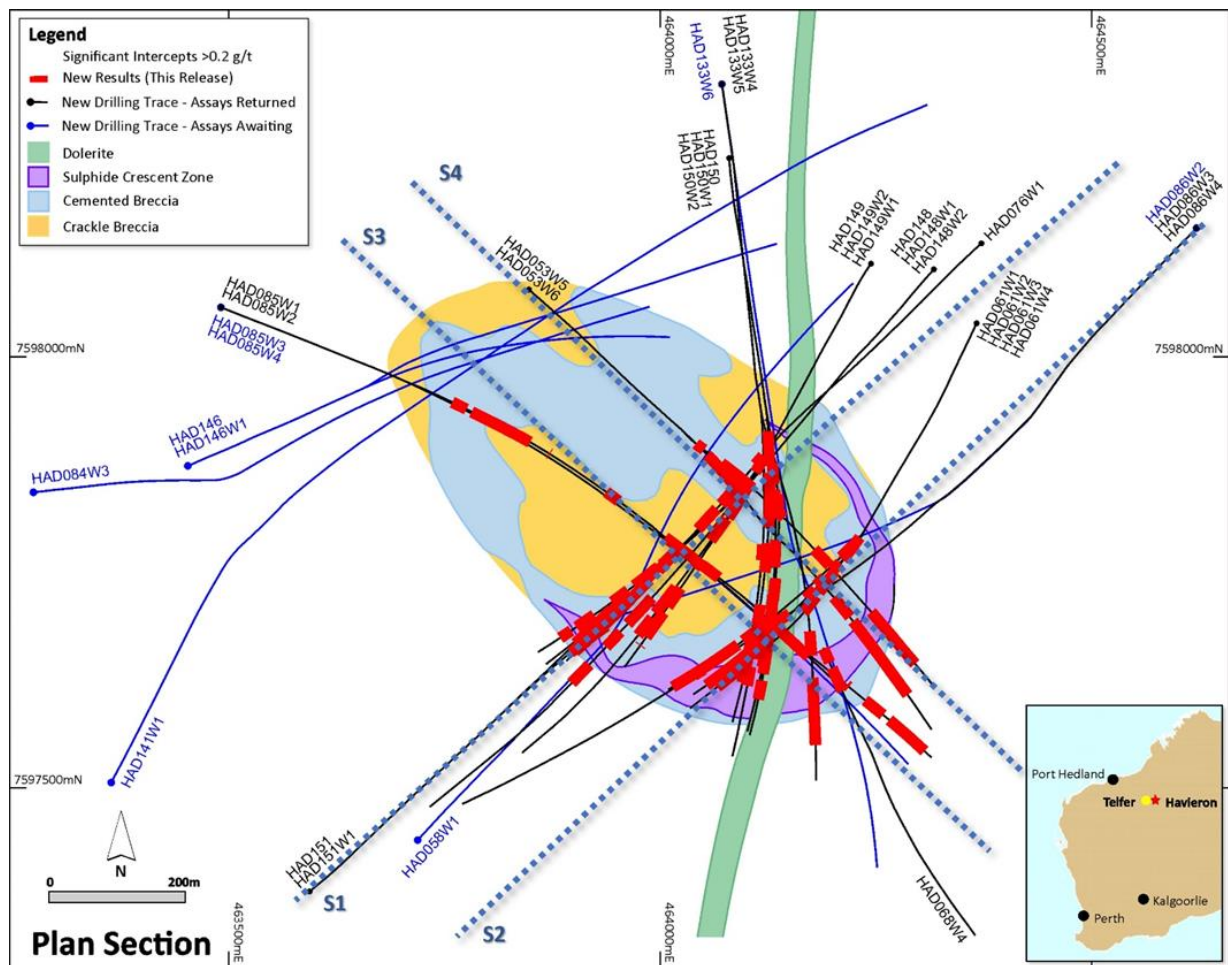 Legend
Significant Intercepts >0.2 g/t
New Results (This Release)
New Drilling Trace - Assays Returned
New Drilling Trace - Assays Awaiting
Dolerite
Sulphide Crescent Zone
Cemented Breccia
Crackle Breccia
464000mE
464500mE
HAD133W6
HAD133W4
HAD133W5
HAD150
HAD150W1
HAD150W2
S4
S3
HAD053W5
HAD053W6
HAD149
HAD149W2
HAD149W1
HAD148
HAD148W1
HAD148W2
HAD076W1
HAD086W2
HAD086W3
HAD086W4
HAD061W1
HAD061W2
HAD061W3
HAD061W4
HAD085W1
HAD085W2
HAD085W3
HAD085W4
7598000mN
7598000mN
HAD146
HAD146W1
HAD084W3
HAD141W1
7597500mN
HAD058W1
HAD151
HAD151W1
S1
S2
HAD068W4
N
0
200m
463500mE
464000mE
Plan Section
Port Hedland
Telfer
Havieron
Kalgoorlie
Perth